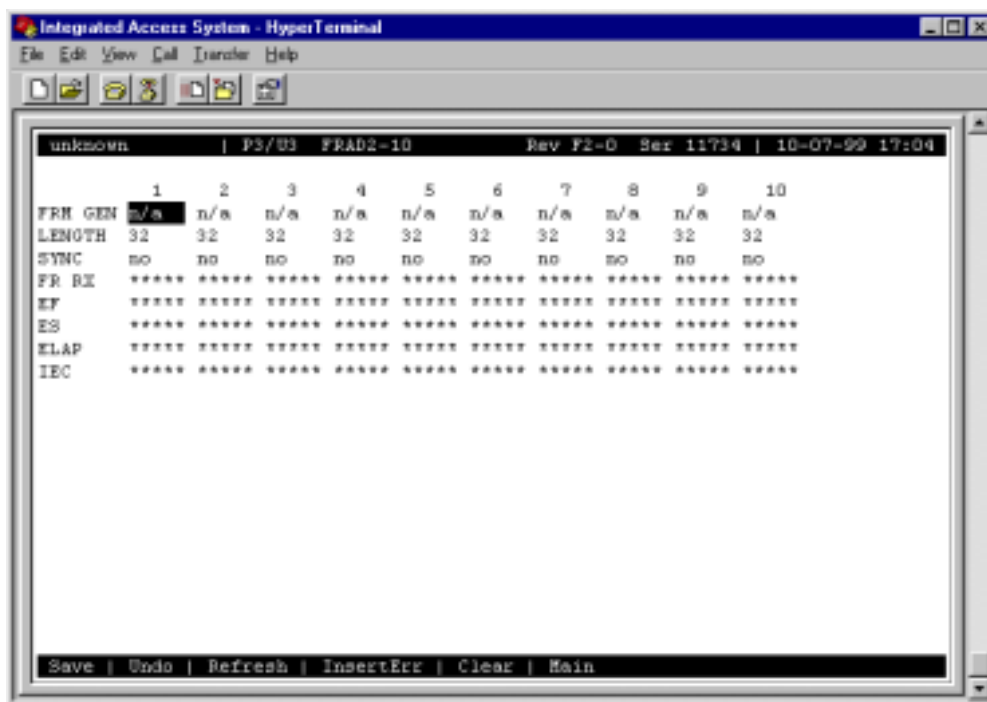 Integrated Access System - HyperTerminal
File Edit View Call Transfer Help
unknown | P3/U3 FRAD2-10 Rev F2-0 Ser 11734 | 10-07-99 17:04
1 2 3 4 5 6 7 8 9 10
FRM GEN n/a n/a n/a n/a n/a n/a n/a n/a n/a n/a
LENGTH 32 32 32 32 32 32 32 32 32 32
SYNC no no no no no no no no no no
FR RX ***** ***** ***** ***** ***** ***** ***** ***** ***** *****
EF ***** ***** ***** ***** ***** ***** ***** ***** ***** *****
ES ***** ***** ***** ***** ***** ***** ***** ***** ***** *****
ELAP ***** ***** ***** ***** ***** ***** ***** ***** ***** *****
IEC ***** ***** ***** ***** ***** ***** ***** ***** ***** *****
Save | Undo | Refresh | InsertErr | Clear | Main